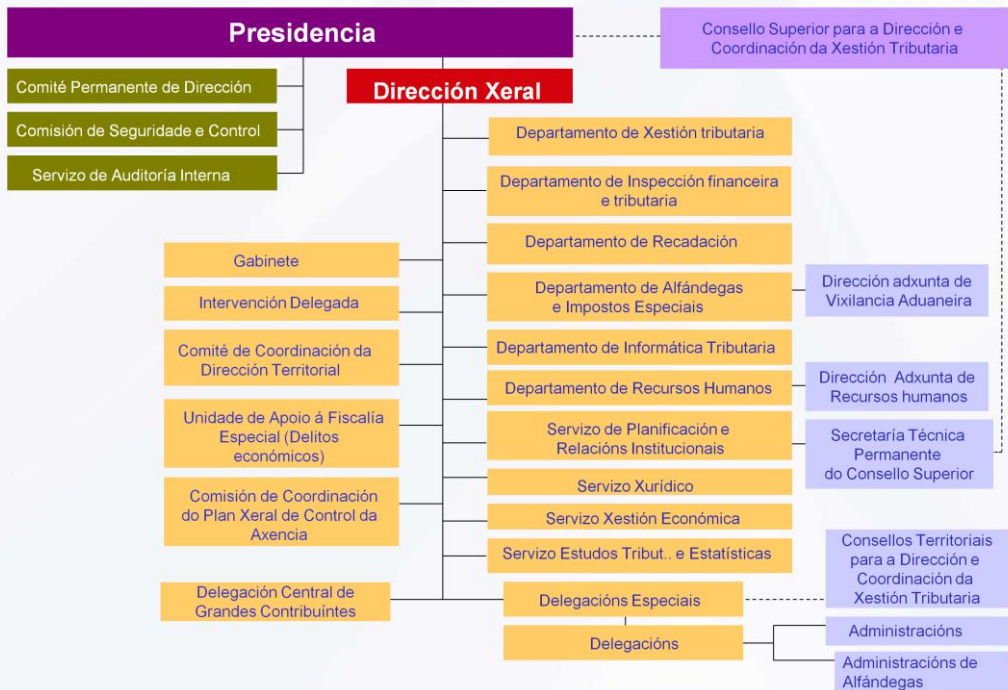 Presidencia
Consello Superior para a Dirección e
Coordinación da Xestión Tributaria
Comité Permanente de Dirección
Comisión de Seguridade e Control
Servizo de Auditoría Interna
Dirección Xeral
Departamento de Xestión tributaria
Departamento de Inspección financeira
e tributaria
Departamento de Recadación
Departamento de Alfándegas
e Impostos Especiais
Dirección adxunta de
Vixilancia Aduaneira
Departamento de Informática Tributaria
Departamento de Recursos Humanos
Dirección Adxunta de
Recursos humanos
Servizo de Planificación e
Relacións Institucionais
Secretaría Técnica
Permanente
do Consello Superior
Servizo Xurídico
Servizo Xestión Económica
Servizo Estudos Tribut.. e Estatísticas
Gabinete
Intervención Delegada
Comité de Coordinación da
Dirección Territorial
Unidade de Apoio á Fiscalía
Especial (Delitos
económicos)
Comisión de Coordinación
do Plan Xeral de Control da
Axencia
Delegación Central de
Grandes Contribuíntes
Delegacións Especiais
Consellos Territoriais
para a Dirección e
Coordinación da
Xestión Tributaria
Delegacións
Administracións
Administracións de
Alfándegas